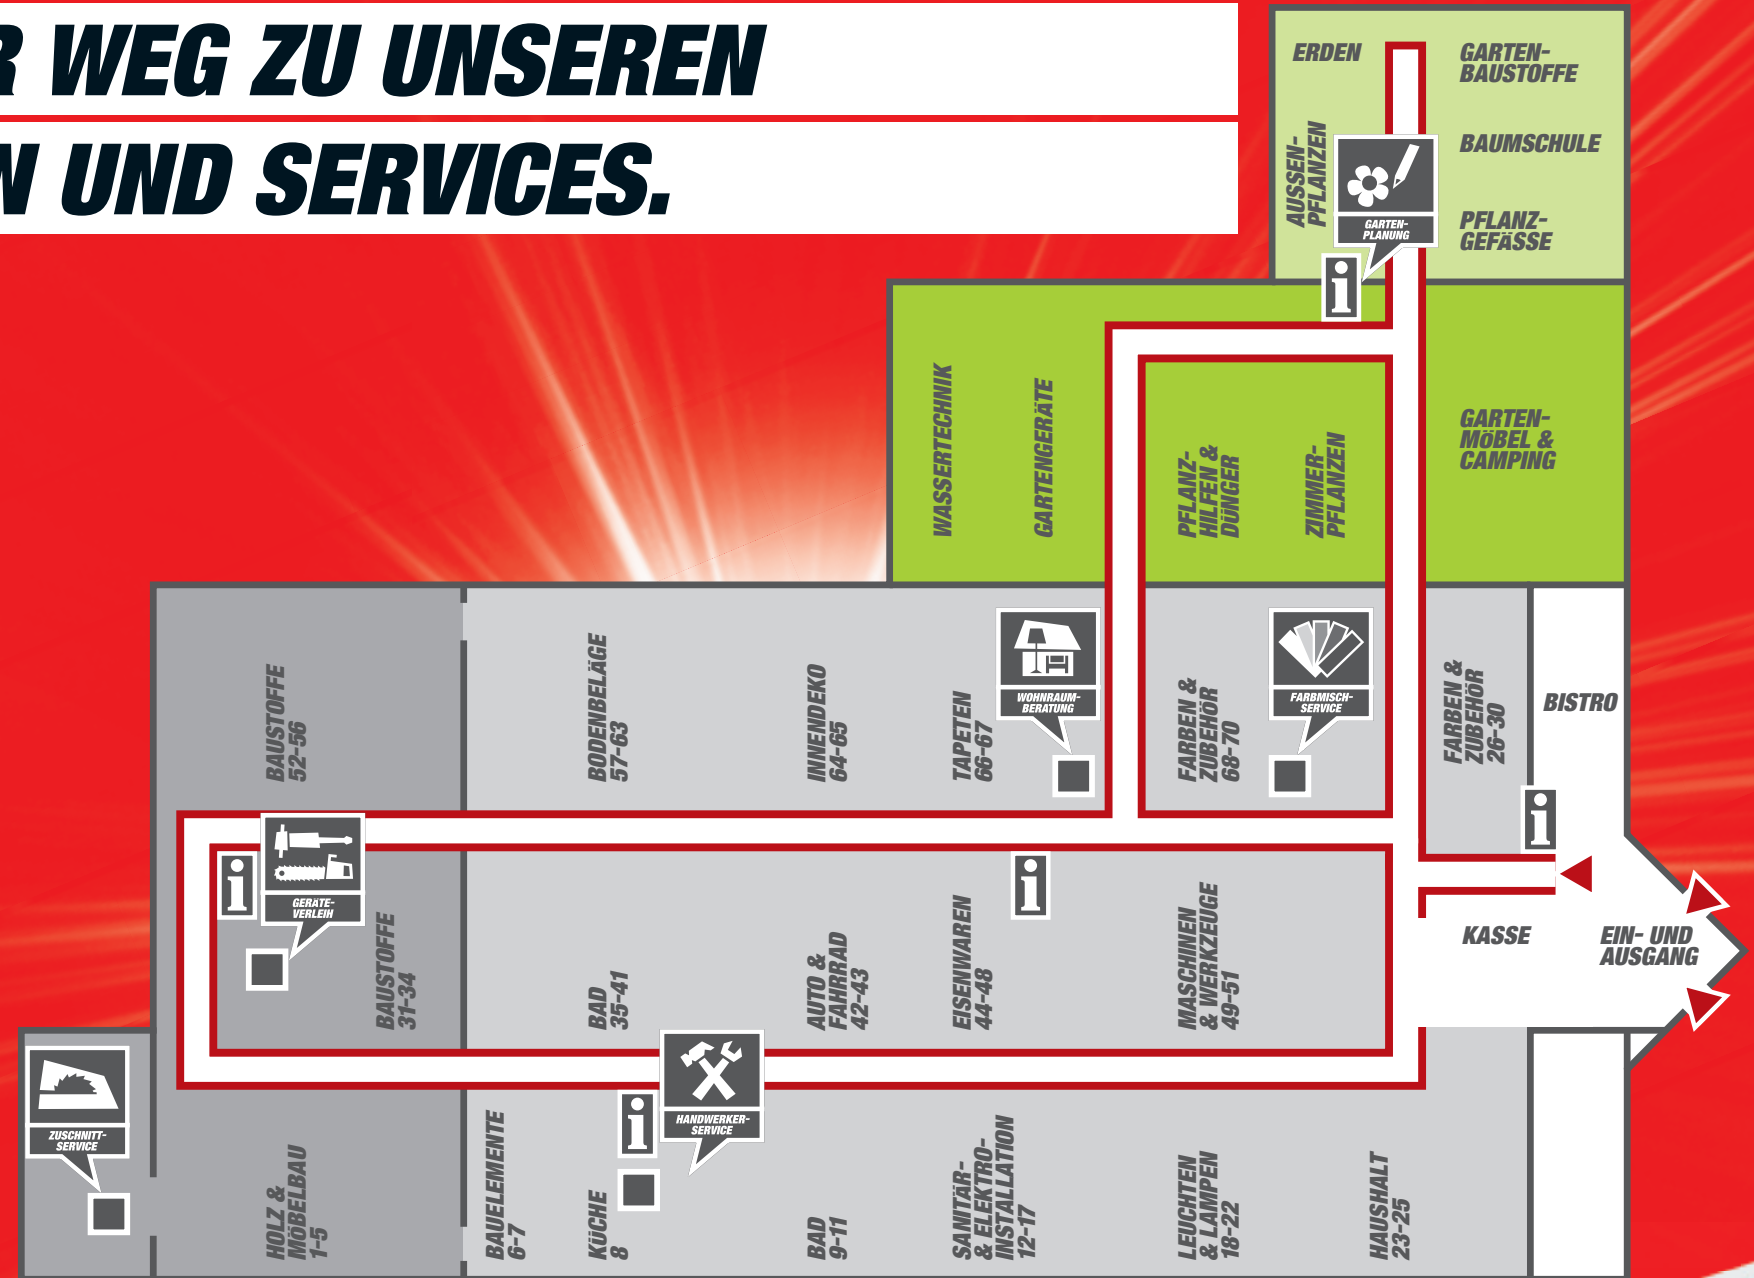 R WEG ZU UNSEREN
N UND SERVICES.
ERDEN
GARTEN-
BAUSTOFFE
AUSSEN-
PFLANZEN
BAUMSCHULE
GARTEN-
PLANUNG
PFLANZ-
GEFÄSSE
i
WASSERTECHNIK
GARTENGERÄTE
PFLANZ-
HILFEN &
DÜNGER
ZIMMER-
PFLANZEN
GARTEN-
MÖBEL &
CAMPING
BAUSTOFFE
52-56
BODENBELÄGE
57-63
INNENDEKO
64-65
TAPETEN
66-67
WOHNRAUM-
BERATUNG
FARBEN &
ZUBEHÖR
68-70
FARBMISCH-
SERVICE
FARBEN &
ZUBEHÖR
26-30
BISTRO
i
i
GERÄTE-
VERLEIH
BAUSTOFFE
31-34
BAD
35-41
AUTO &
FAHRRAD
42-43
EISENWAREN
44-48
i
MASCHINEN
& WERKZEUGE
49-51
KASSE
EIN- UND
AUSGANG
ZUSCHNITT-
SERVICE
HOLZ &
MÖBELBAU
1-5
BAUELEMENTE
6-7
KÜCHE
8
i
HANDWERKER-
SERVICE
BAD
9-11
SANITÄR-
& ELEKTRO-
INSTALLATION
12-17
LEUCHTEN
& LAMPEN
18-22
HAUSHALT
23-25